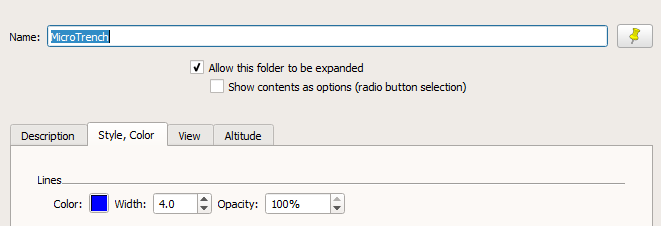 Name: MicroTrench
Allow this folder to be expanded
Show contents as options (radio button selection)
Description Style, Color View Altitude
Lines
Color: Width: 4.0 Opacity: 100%